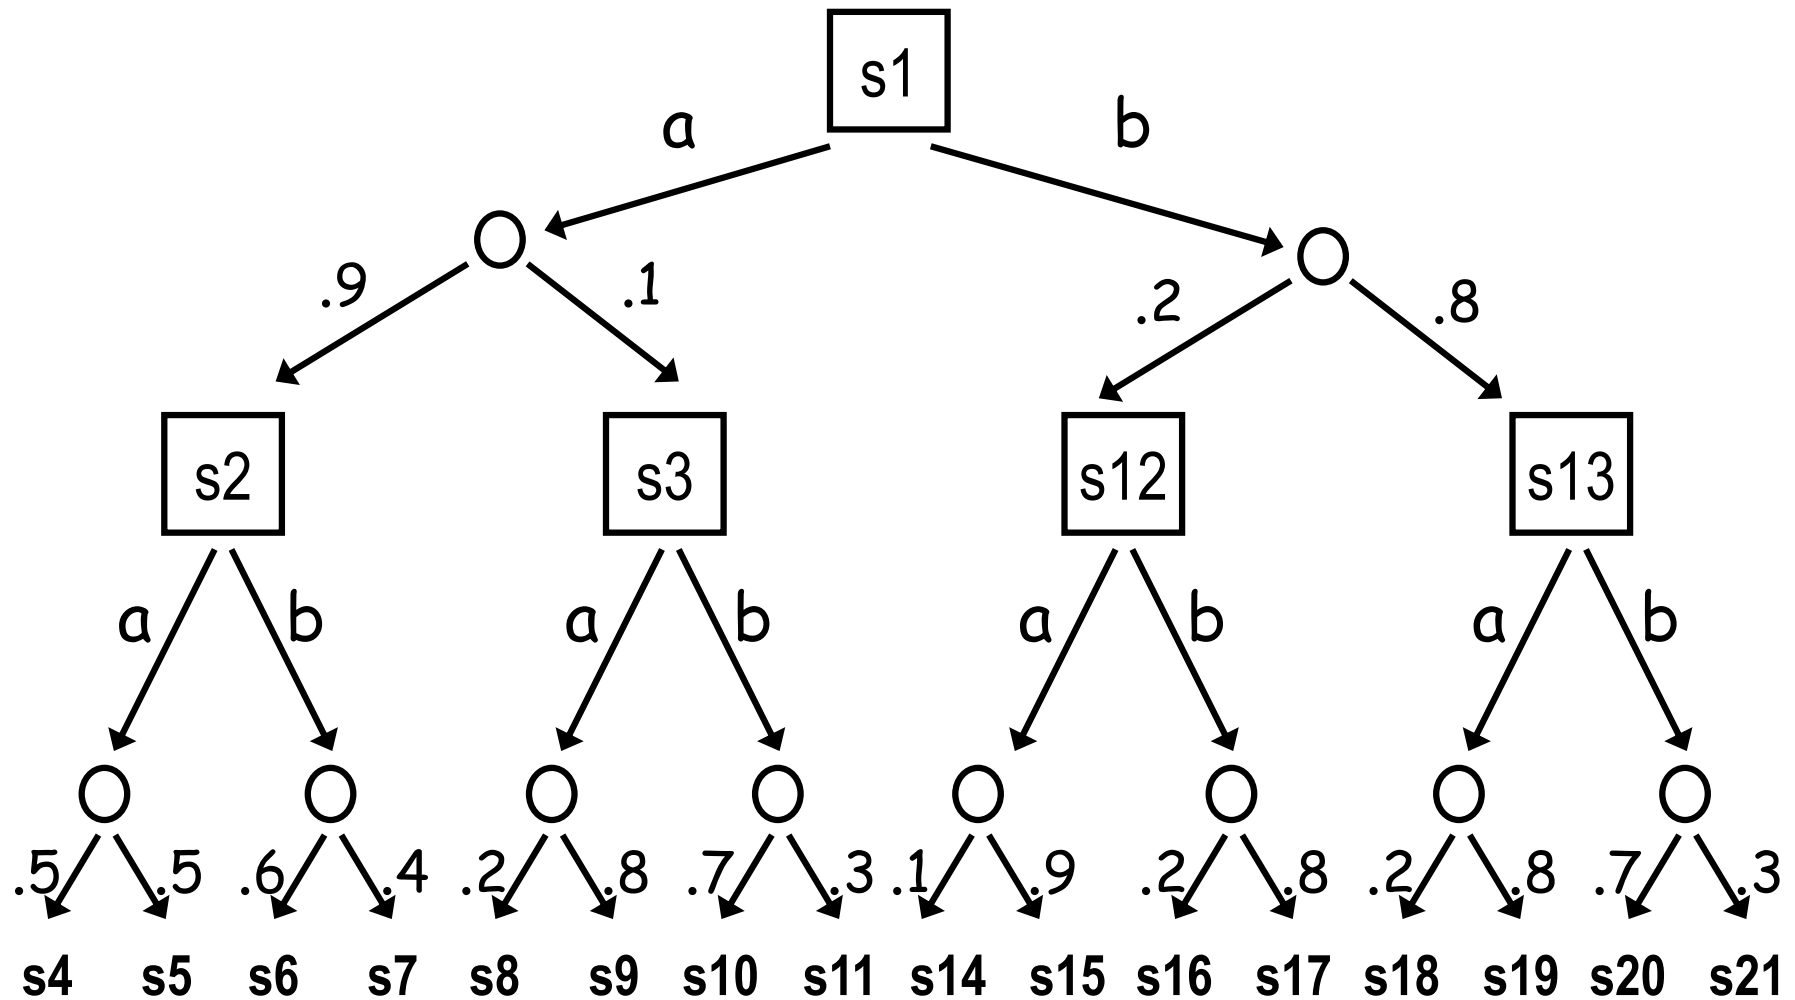 s1
a b
.9 .1 .2 .8
s2 s3 s12 s13
a b a b a b a b
.5 .5 .6 .4 .2 .8 .7 .3 .1 .9 .2 .8 .2 .8 .7 .3
s4 s5 s6 s7 s8 s9 s10 s11 s14 s15 s16 s17 s18 s19 s20 s21